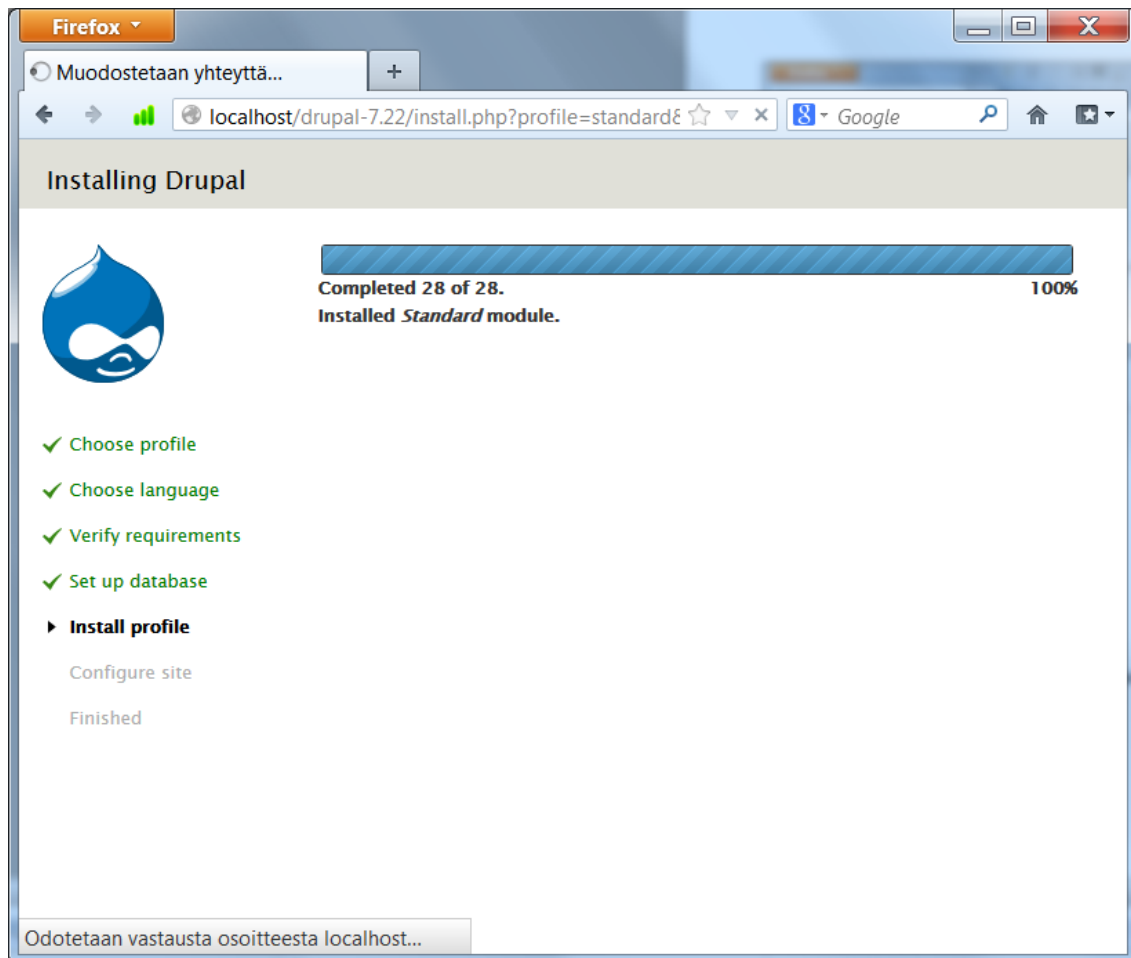 Firefox
Muodostetaan yhteyttä...
localhost/drupal-7.22/install.php?profile=standard&
Google
Installing Drupal
Completed 28 of 28. 100%
Installed Standard module.
Choose profile
Choose language
Verify requirements
Set up database
Install profile
Configure site
Finished
Odotetaan vastausta osoitteesta localhost...